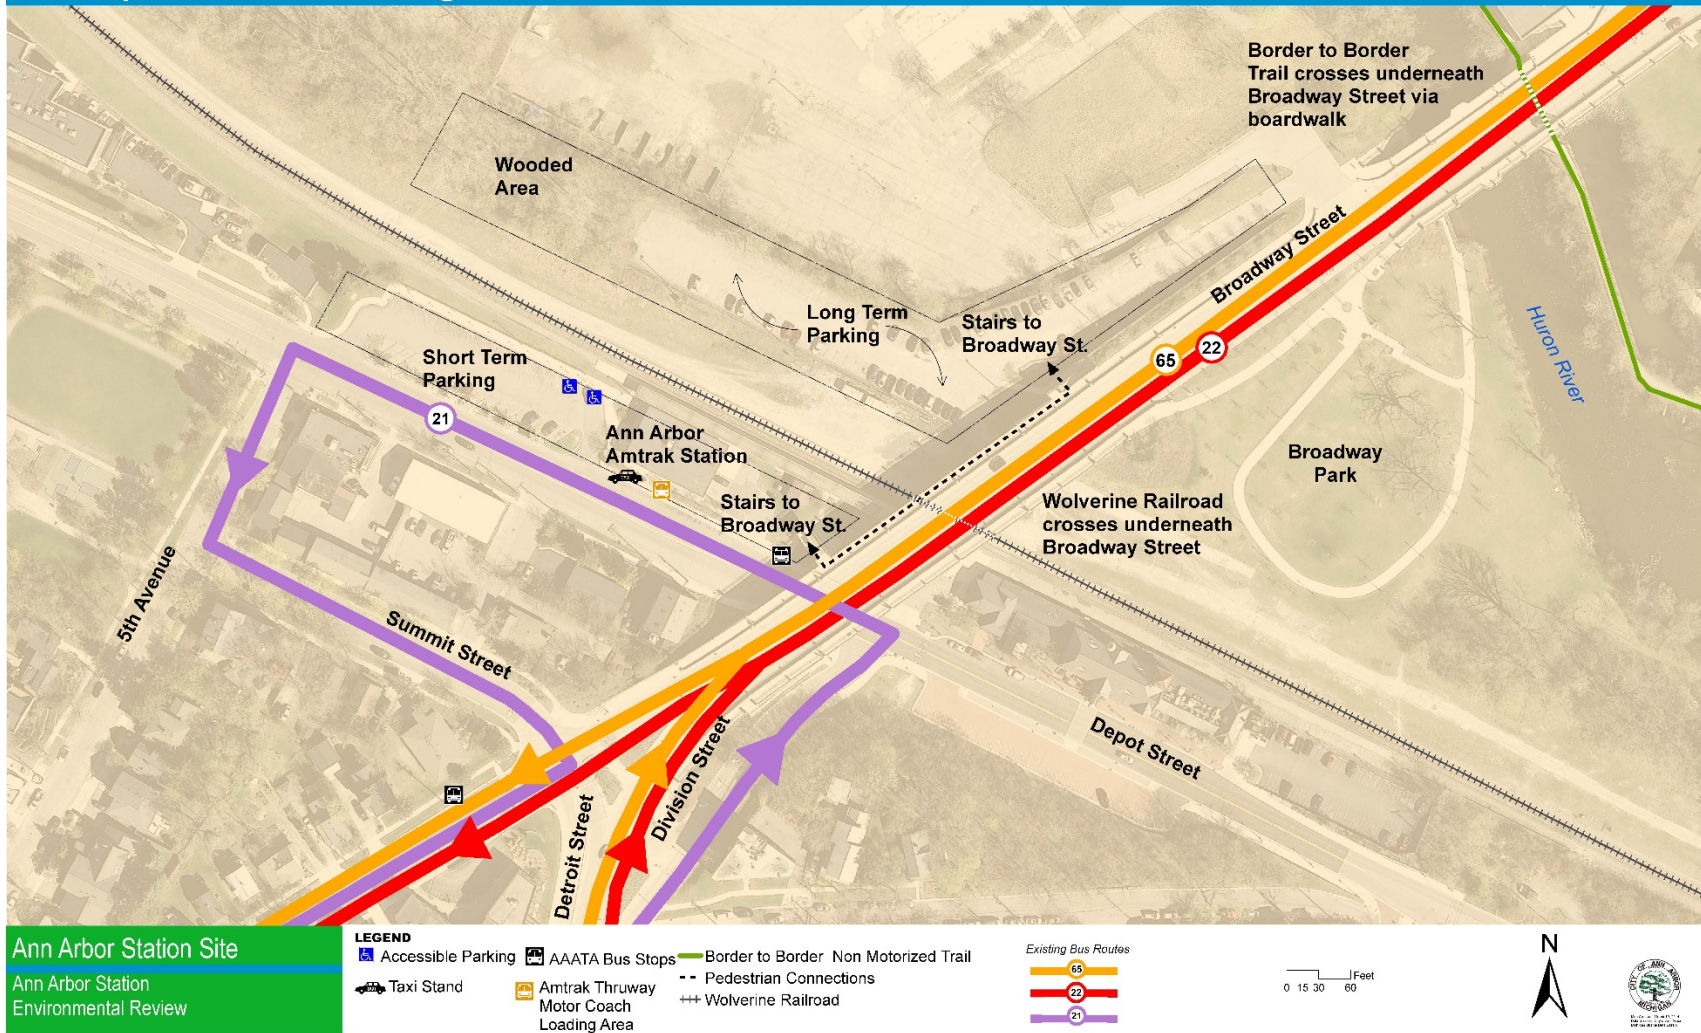 Border to Border
Trail crosses underneath
Broadway Street via
boardwalk
Wooded
Area
Broadway Street
Huron River
Long Term
Parking
Stairs to
Broadway St.
65
22
Short Term
Parking
21
Ann Arbor
Amtrak Station
Broadway
Park
Stairs to
Broadway St.
Wolverine Railroad
crosses underneath
Broadway Street
5th Avenue
Summit Street
Depot Street
Division Street
Detroit Street
Ann Arbor Station Site
Ann Arbor Station
Environmental Review
LEGEND
Accessible Parking
AAATA Bus Stops
Border to Border Non Motorized Trail
Taxi Stand
Amtrak Thruway
Motor Coach
Loading Area
Pedestrian Connections
Wolverine Railroad
Existing Bus Routes
65
22
21
Feet
0 15 30 60
N
CITY OF ANN ARBOR
MICHIGAN